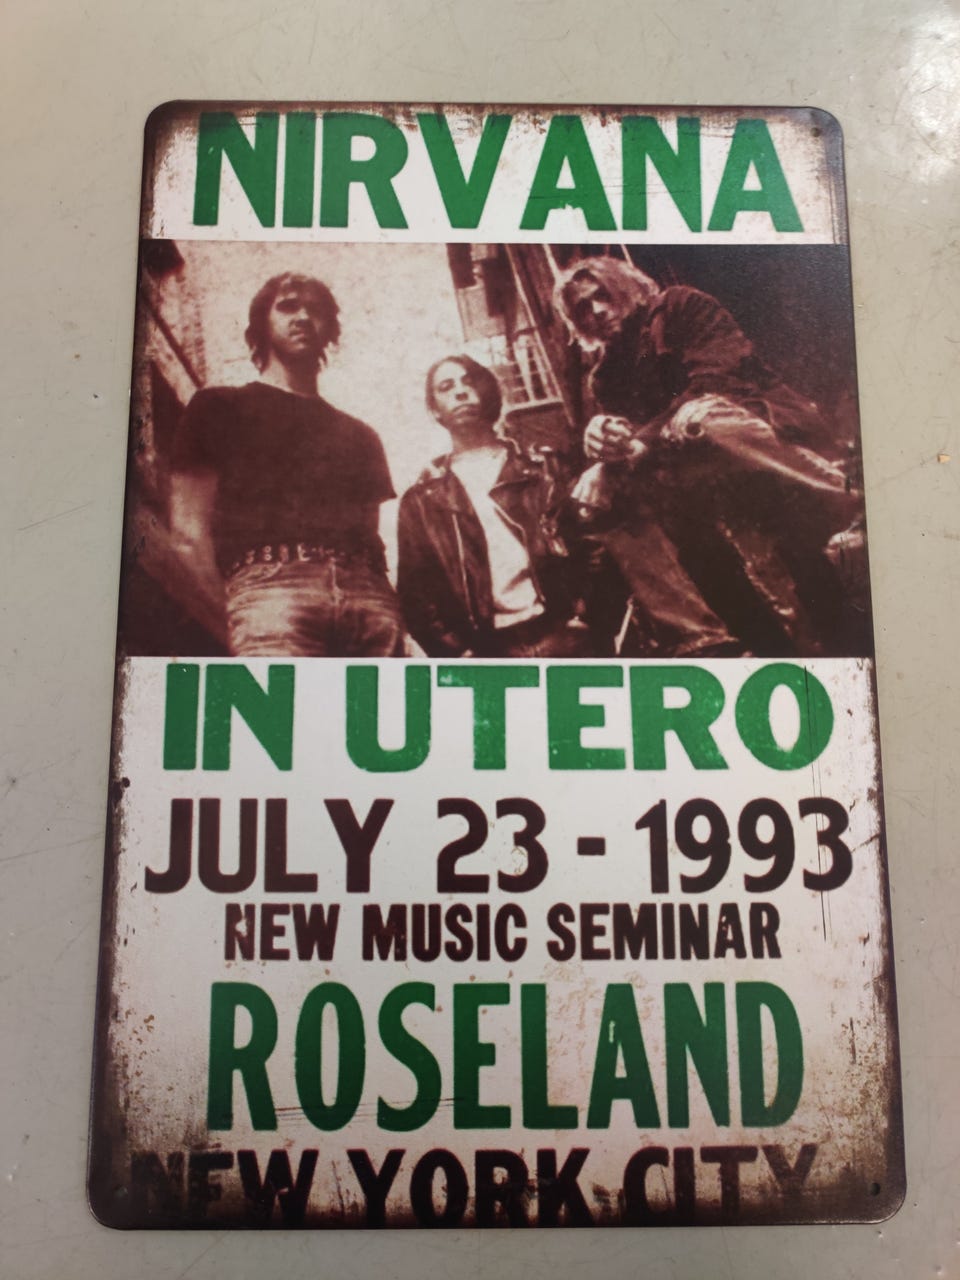 NIRVANA
IN UTERO
JULY 23 - 1993
NEW MUSIC SEMINAR
ROSELAND
NEW YORK CITY